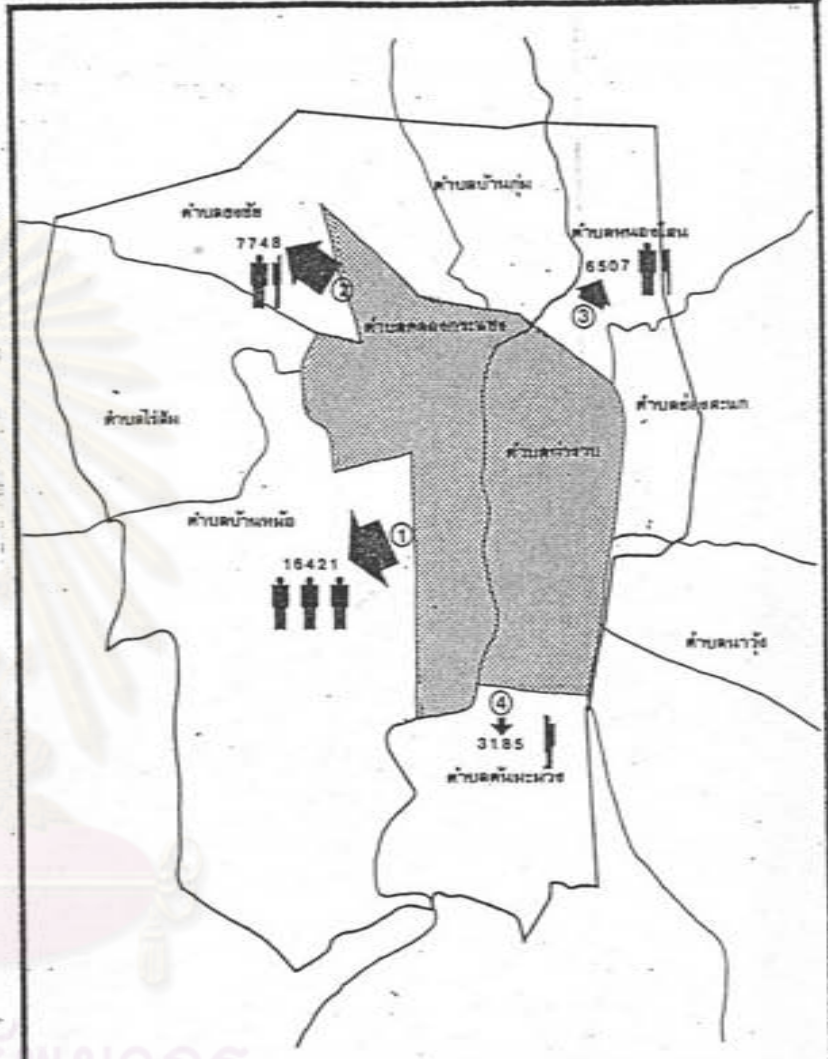 ตำบลบ้านกุ่ม
ตำบลธงชัย
7748
②
ตำบลหนองโสน
6507
③
ตำบลคลองกระแชง
ตำบลไร่ส้ม
ตำบลช่องสะแก
ตำบลท่าราบ
ตำบลบ้านหม้อ
①
16421
ตำบลนาวุ้ง
④
3185
ตำบลต้นมะม่วง